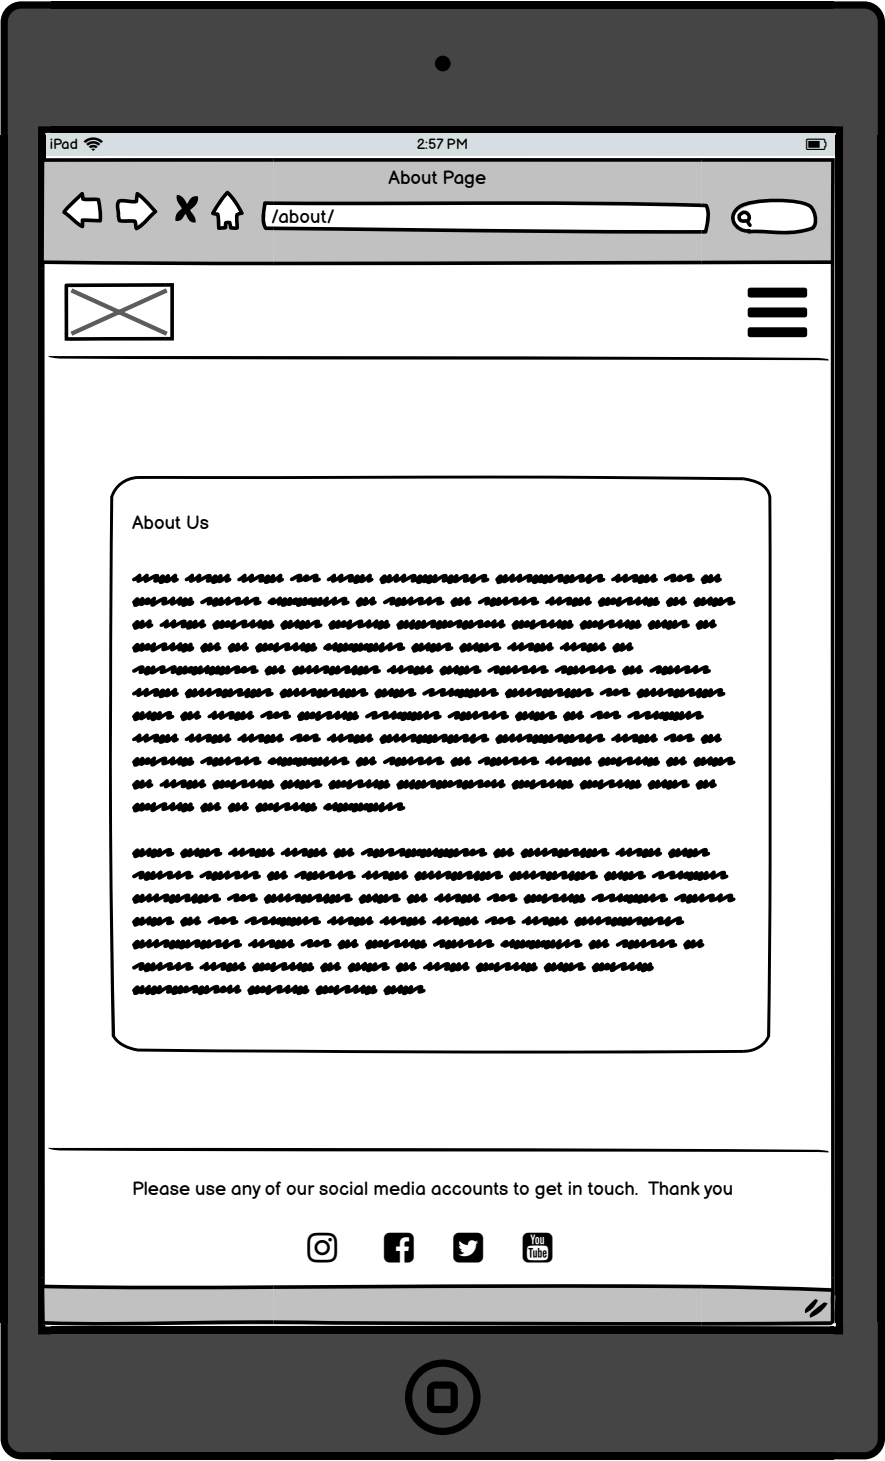 iPad 2:57 PM
About Page
/about/
About Us
Please use any of our social media accounts to get in touch. Thank you
You
Tube